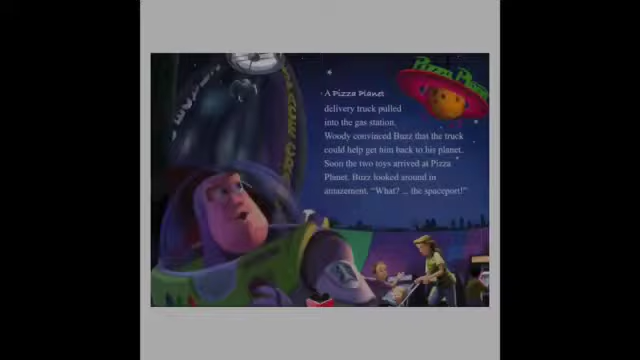 Pizza Planet
A Pizza Planet
delivery truck pulled
into the gas station.
Woody convinced Buzz that the truck
could help get him back to his planet.
Soon the two toys arrived at Pizza
Planet. Buzz looked around in
amazement. “What? ... the spaceport!”